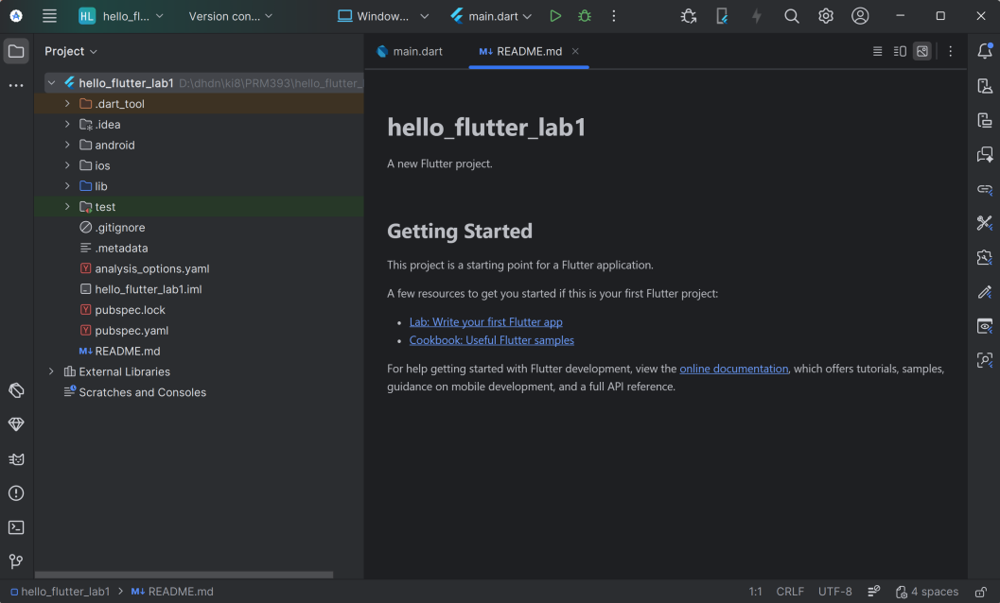 HL hello_fl... Version con... Window... main.dart
Project
main.dart
README.md
hello_flutter_lab1 D:\dhdn\ki8\PRM393\hello_flutter_
.dart_tool
.idea
android
ios
lib
test
.gitignore
.metadata
analysis_options.yaml
hello_flutter_lab1.iml
pubspec.lock
pubspec.yaml
README.md
External Libraries
Scratches and Consoles
hello_flutter_lab1
A new Flutter project.
Getting Started
This project is a starting point for a Flutter application.
A few resources to get you started if this is your first Flutter project:
• Lab: Write your first Flutter app
• Cookbook: Useful Flutter samples
For help getting started with Flutter development, view the online documentation, which offers tutorials, samples,
guidance on mobile development, and a full API reference.
hello_flutter_lab1 > M↓ README.md 1:1 CRLF UTF-8 4 spaces